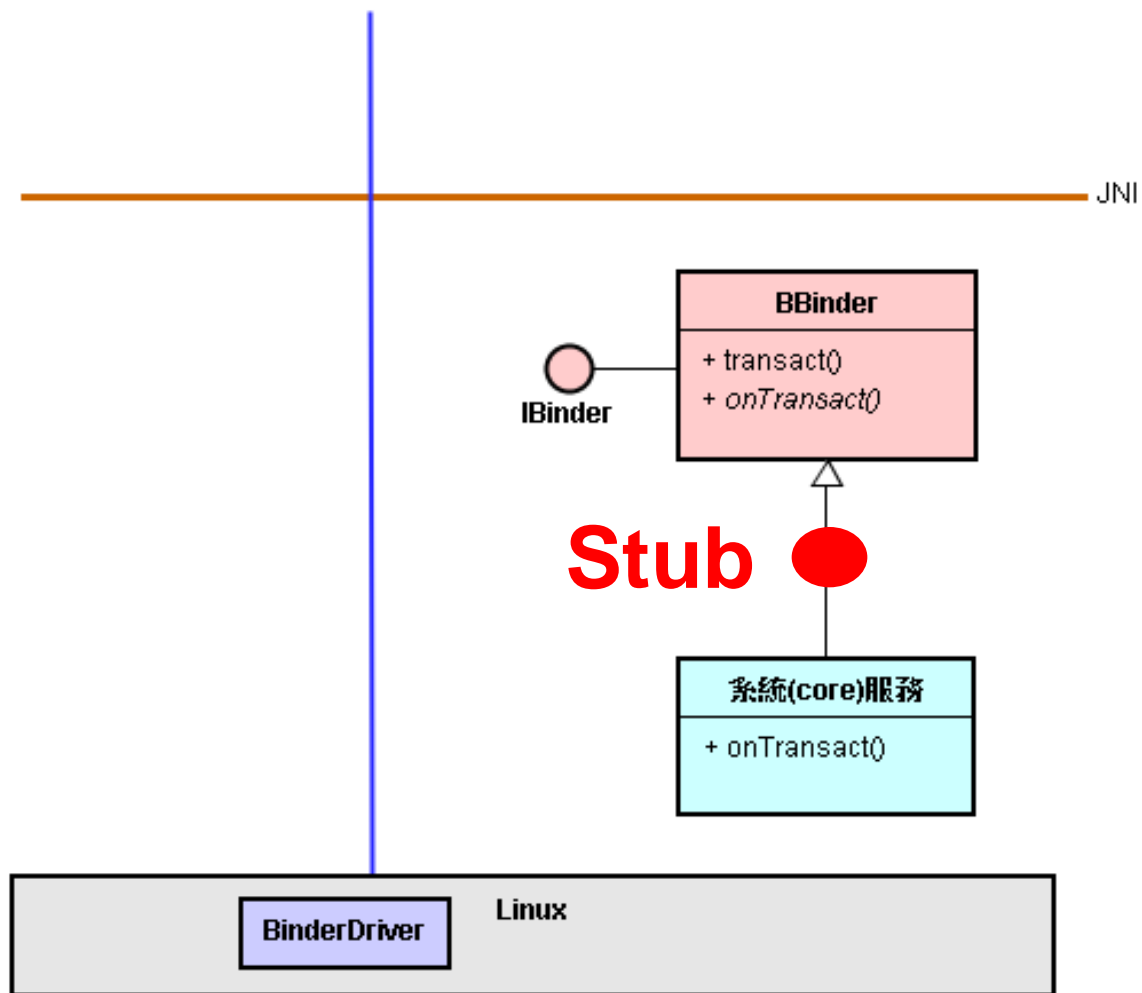 JNI
BBinder
+ transact()
+ onTransact()
IBinder
Stub
系統(core)服務
+ onTransact()
Linux
BinderDriver